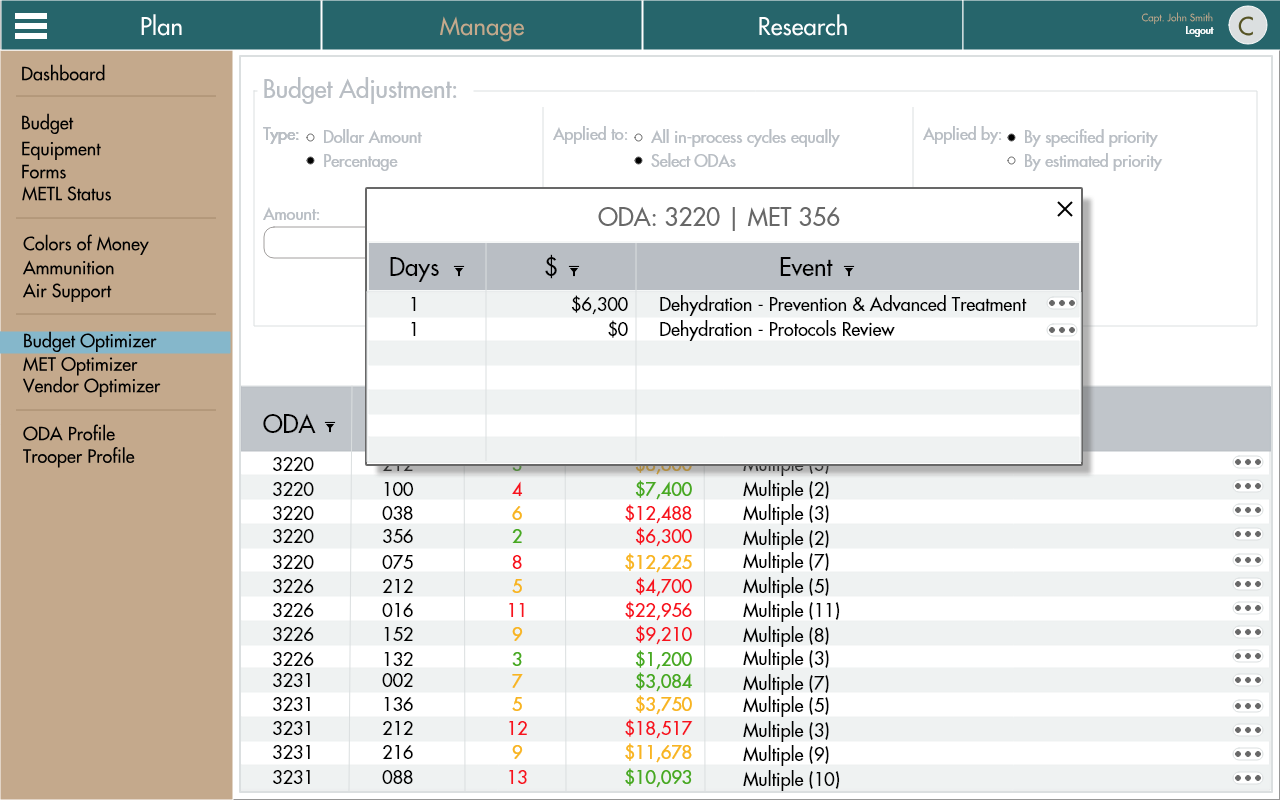 Plan Manage Research Capt. John Smith
Logout
C
Dashboard
Budget
Equipment
Forms
METL Status
Colors of Money
Ammunition
Air Support
Budget Optimizer
MET Optimizer
Vendor Optimizer
ODA Profile
Trooper Profile
Budget Adjustment:
Type: Dollar Amount
Percentage
Applied to: All in-process cycles equally
Select ODAs
Applied by: By specified priority
By estimated priority
Amount:
ODA: 3220 | MET 356
Days $ Event
1 $6,300 Dehydration - Prevention & Advanced Treatment
1 $0 Dehydration - Protocols Review
ODA
3220 212 Multiple (5)
3220 100 4 $7,400 Multiple (2)
3220 038 6 $12,488 Multiple (3)
3220 356 2 $6,300 Multiple (2)
3220 075 8 $12,225 Multiple (7)
3226 212 5 $4,700 Multiple (5)
3226 016 11 $22,956 Multiple (11)
3226 152 9 $9,210 Multiple (8)
3226 132 3 $1,200 Multiple (3)
3231 002 7 $3,084 Multiple (7)
3231 136 5 $3,750 Multiple (5)
3231 212 12 $18,517 Multiple (3)
3231 216 9 $11,678 Multiple (9)
3231 088 13 $10,093 Multiple (10)